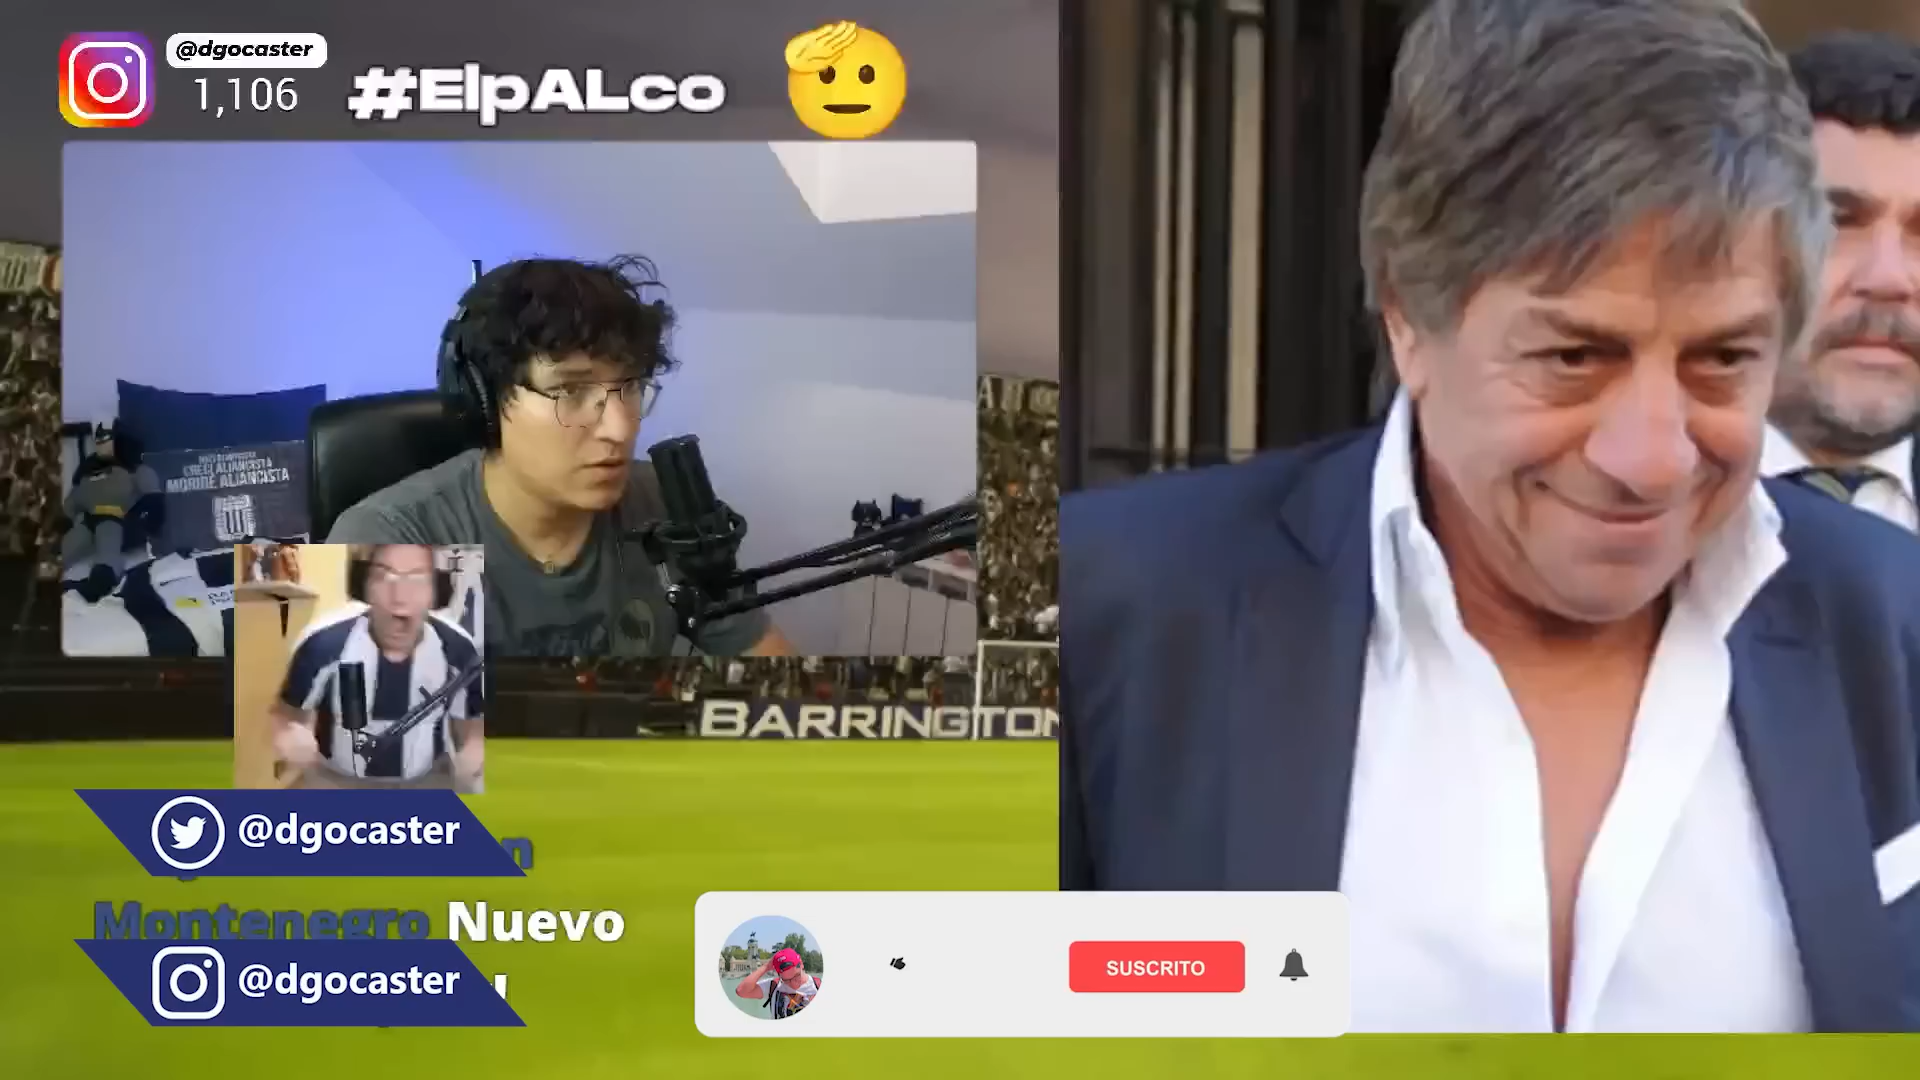 @dgocaster
1,106
#ElpALco
CRECÍ ALIANCISTA
MORIRÉ ALIANCISTA
BARRINGTON
@dgocaster
Montenegro Nuevo
@dgocaster
SUSCRITO